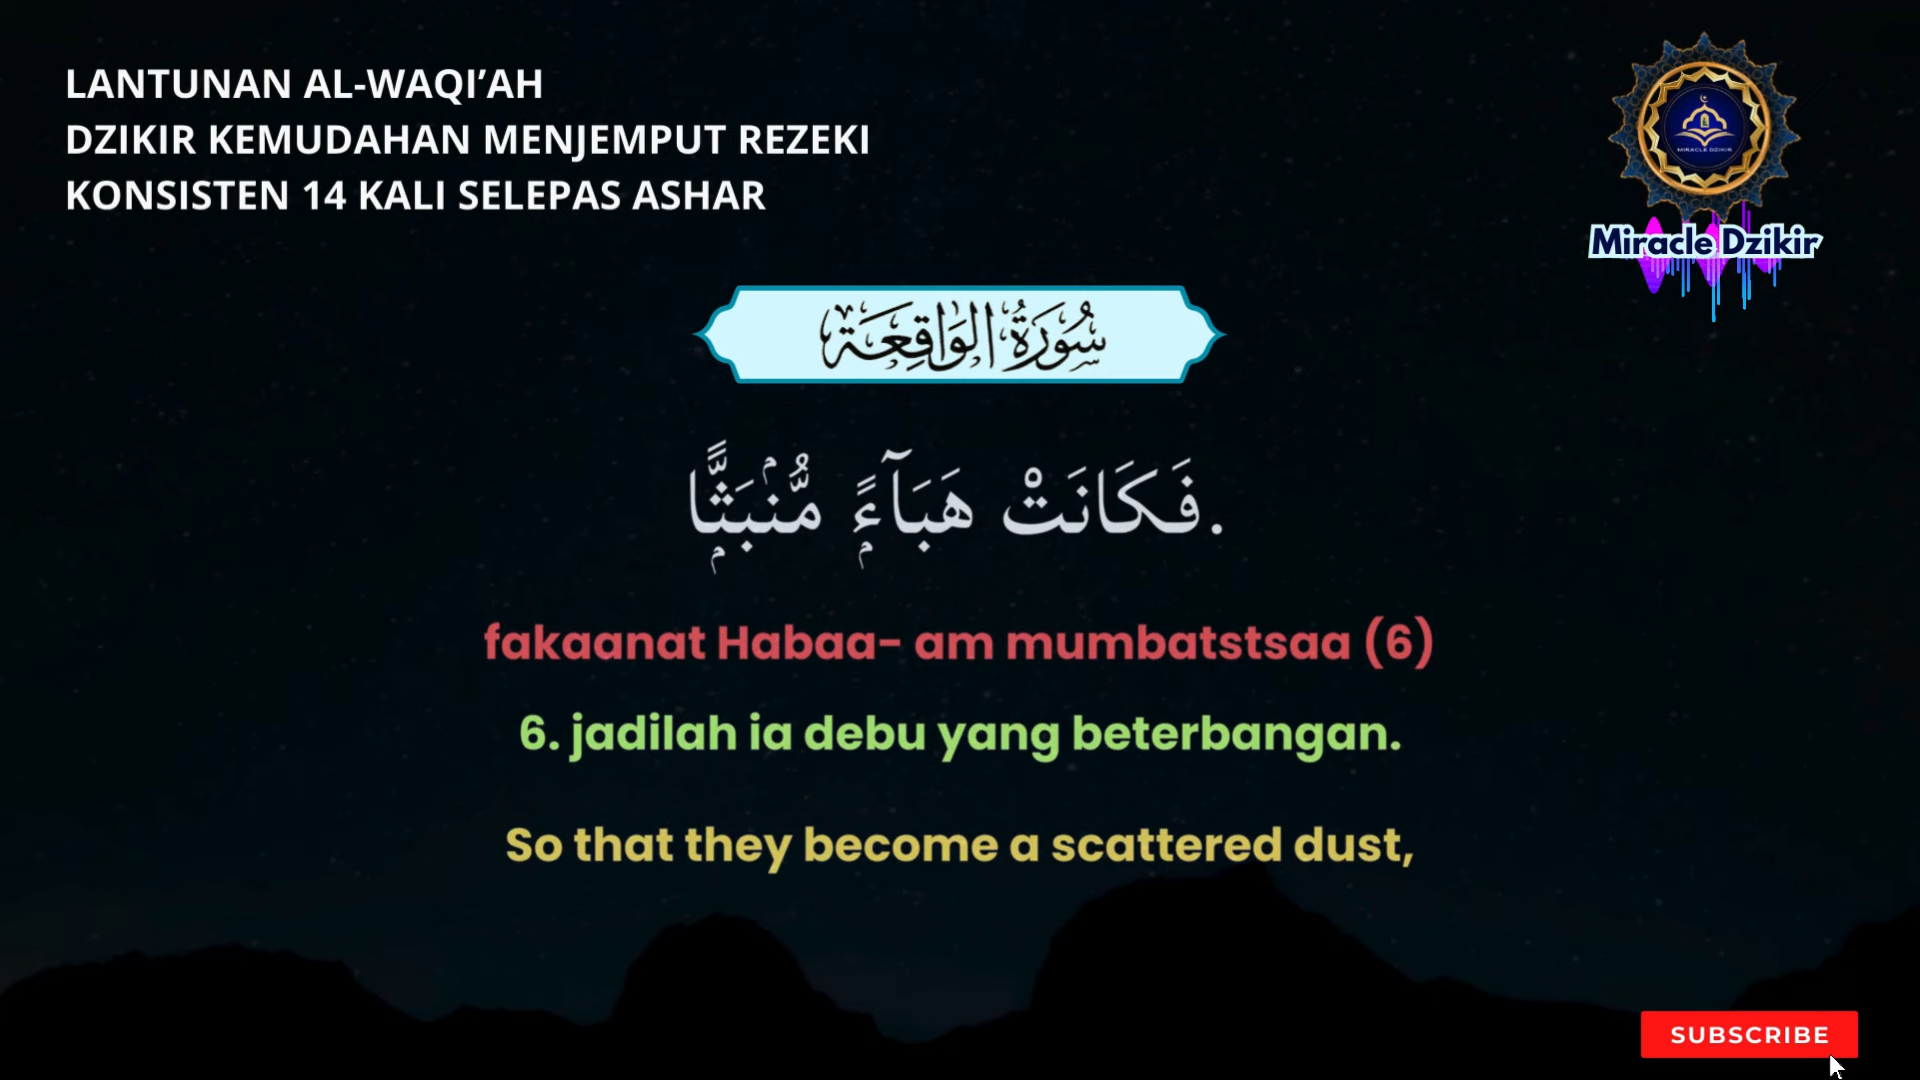 LANTUNAN AL-WAQI’AH
DZIKIR KEMUDAHAN MENJEMPUT REZEKI
KONSISTEN 14 KALI SELEPAS ASHAR
MIRACLE DZIKIR
Miracle Dzikir
سُورَةُ الوَاقِعَة
فَكَانَتْ هَبَآءًۭ مُّنۢبَثًّۭا.
fakaanat Habaa- am mumbatstsaa (6)
6. jadilah ia debu yang beterbangan.
So that they become a scattered dust,
SUBSCRIBE